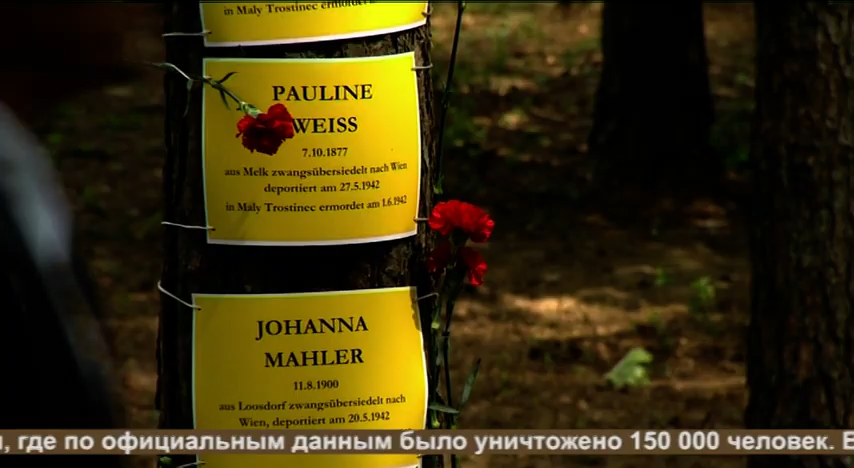 in Maly Trostinec ermordet
PAULINE
WEISS
7.10.1877
aus Melk zwangsübersiedelt nach Wien
deportiert am 27.5.1942
in Maly Trostinec ermordet am 1.6.1942
JOHANNA
MAHLER
11.8.1900
aus Loosdorf zwangsübersiedelt nach
Wien, deportiert am 20.5.1942
, где по официальным данным было уничтожено 150 000 человек.